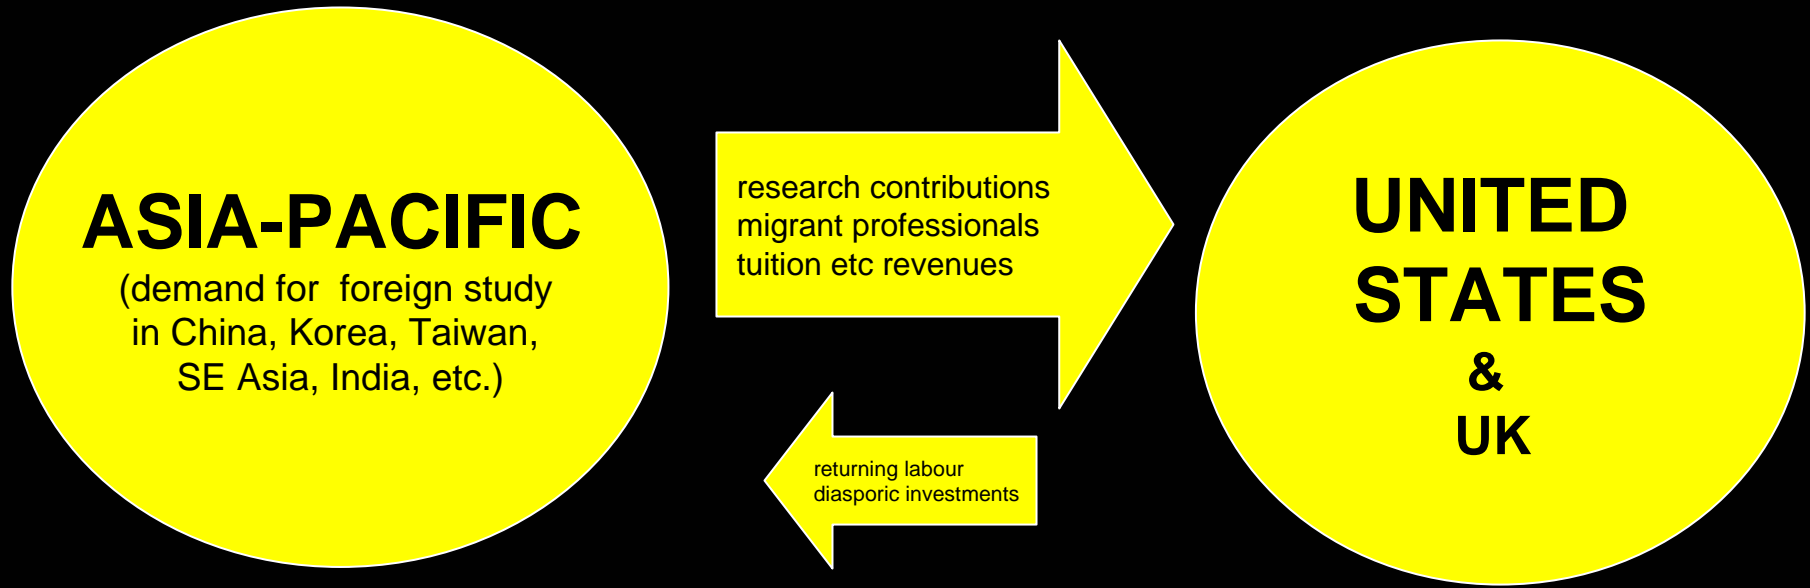 ASIA-PACIFIC
(demand for foreign study
in China, Korea, Taiwan,
SE Asia, India, etc.)
research contributions
migrant professionals
tuition etc revenues
returning labour
diasporic investments
UNITED
STATES
&
UK